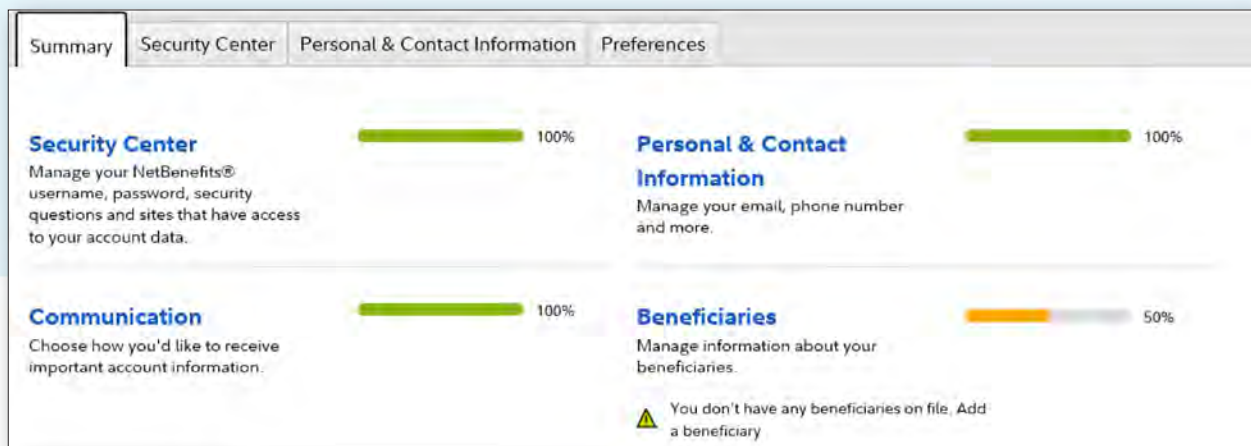 Summary
Security Center
Personal & Contact Information
Preferences
Security Center
100%
Manage your NetBenefits®
username, password, security
questions and sites that have access
to your account data.
Personal & Contact
Information
100%
Manage your email, phone number
and more.
Communication
100%
Choose how you'd like to receive
important account information.
Beneficiaries
50%
Manage information about your
beneficiaries.
You don't have any beneficiaries on file. Add
a beneficiary